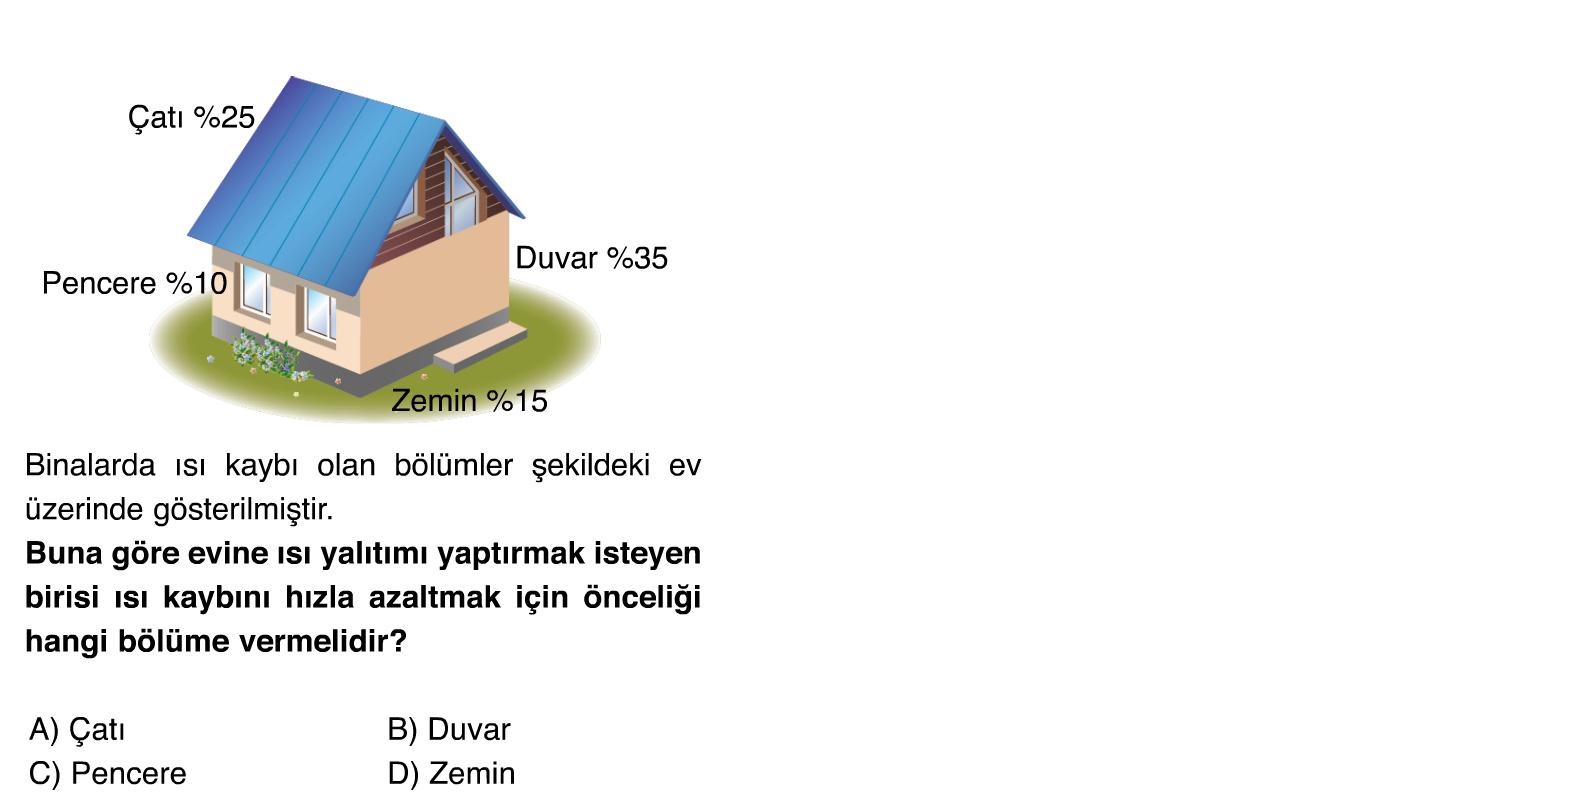 Çatı %25
Duvar %35
Pencere %10
Zemin %15
Binalarda ısı kaybı olan bölümler şekildeki ev
üzerinde gösterilmiştir.
Buna göre evine ısı yalıtımı yaptırmak isteyen
birisi ısı kaybını hızla azaltmak için önceliği
hangi bölüme vermelidir?
A) Çatı B) Duvar
C) Pencere D) Zemin